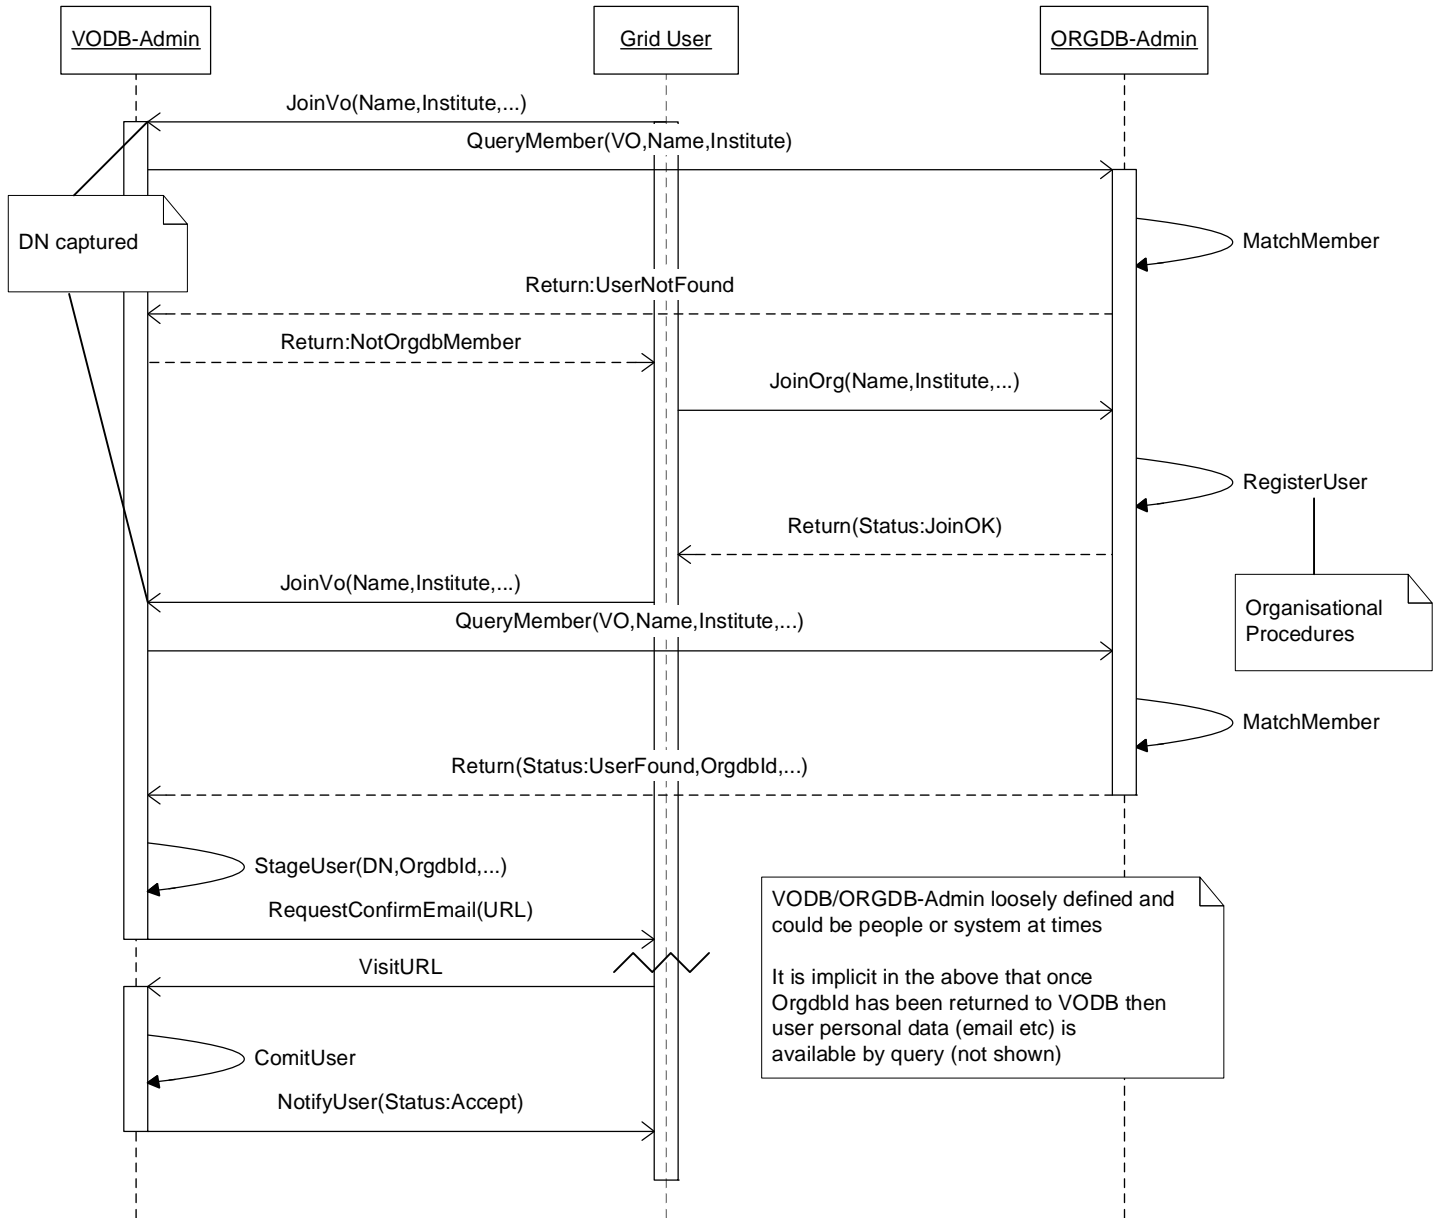 VODB-Admin
Grid User
ORGDB-Admin
JoinVo(Name,Institute,...)
QueryMember(VO,Name,Institute)
DN captured
MatchMember
Return:UserNotFound
Return:NotOrgdbMember
JoinOrg(Name,Institute,...)
RegisterUser
Return(Status:JoinOK)
JoinVo(Name,Institute,...)
Organisational
Procedures
QueryMember(VO,Name,Institute,...)
MatchMember
Return(Status:UserFound,OrgdbId,...)
StageUser(DN,OrgdbId,...)
RequestConfirmEmail(URL)
VODB/ORGDB-Admin loosely defined and
could be people or system at times
It is implicit in the above that once
OrgdbId has been returned to VODB then
user personal data (email etc) is
available by query (not shown)
VisitURL
ComitUser
NotifyUser(Status:Accept)